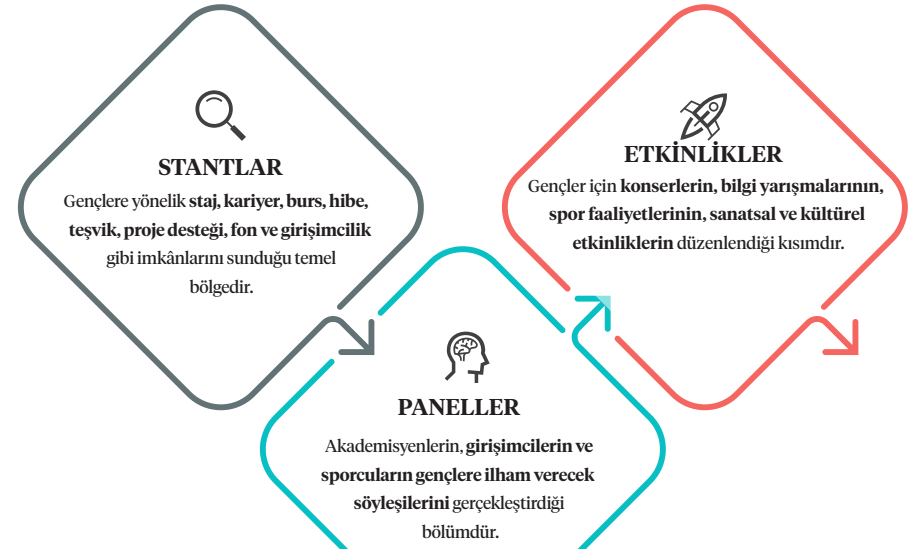 STANTLAR
Gençlere yönelik staj, kariyer, burs, hibe,
teşvik, proje desteği, fon ve girişimcilik
gibi imkânlarını sunduğu temel
bölgedir.
ETKİNLİKLER
Gençler için konserlerin, bilgi yarışmalarının,
spor faaliyetlerinin, sanatsal ve kültürel
etkinliklerin düzenlendiği kısımdır.
PANELLER
Akademisyenlerin, girişimcilerin ve
sporcuların gençlere ilham verecek
söyleşilerini gerçekleştirdiği
bölümdür.